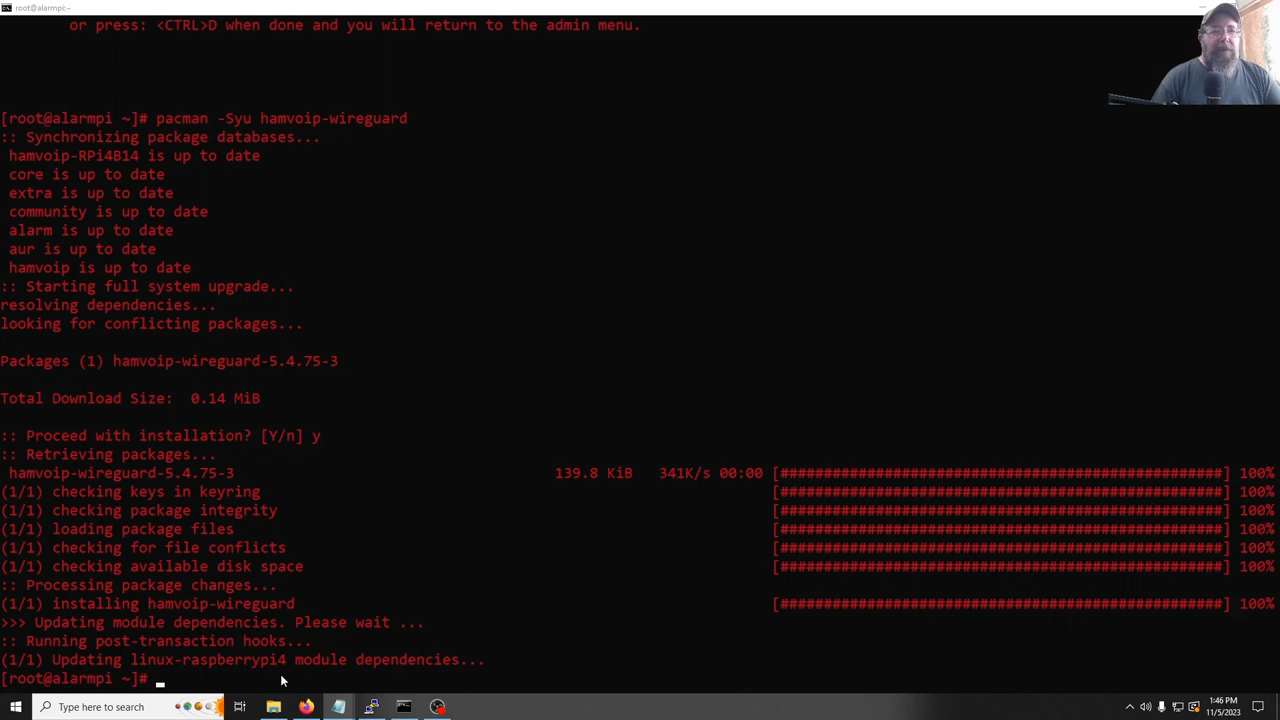 root@alarmpi:~
or press: <CTRL>D when done and you will return to the admin menu.
[root@alarmpi ~]# pacman -Syu hamvoip-wireguard
:: Synchronizing package databases...
hamvoip-RPi4B14 is up to date
core is up to date
extra is up to date
community is up to date
alarm is up to date
aur is up to date
hamvoip is up to date
:: Starting full system upgrade...
resolving dependencies...
looking for conflicting packages...
Packages (1) hamvoip-wireguard-5.4.75-3
Total Download Size:  0.14 MiB
:: Proceed with installation? [Y/n] y
:: Retrieving packages...
hamvoip-wireguard-5.4.75-3 139.8 KiB 341K/s 00:00 [####################################################] 100%
(1/1) checking keys in keyring [####################################################] 100%
(1/1) checking package integrity [####################################################] 100%
(1/1) loading package files [####################################################] 100%
(1/1) checking for file conflicts [####################################################] 100%
(1/1) checking available disk space [####################################################] 100%
:: Processing package changes...
(1/1) installing hamvoip-wireguard [####################################################] 100%
>>> Updating module dependencies. Please wait ...
:: Running post-transaction hooks...
(1/1) Updating linux-raspberrypi4 module dependencies...
[root@alarmpi ~]#
Type here to search
1:46 PM
11/5/2023